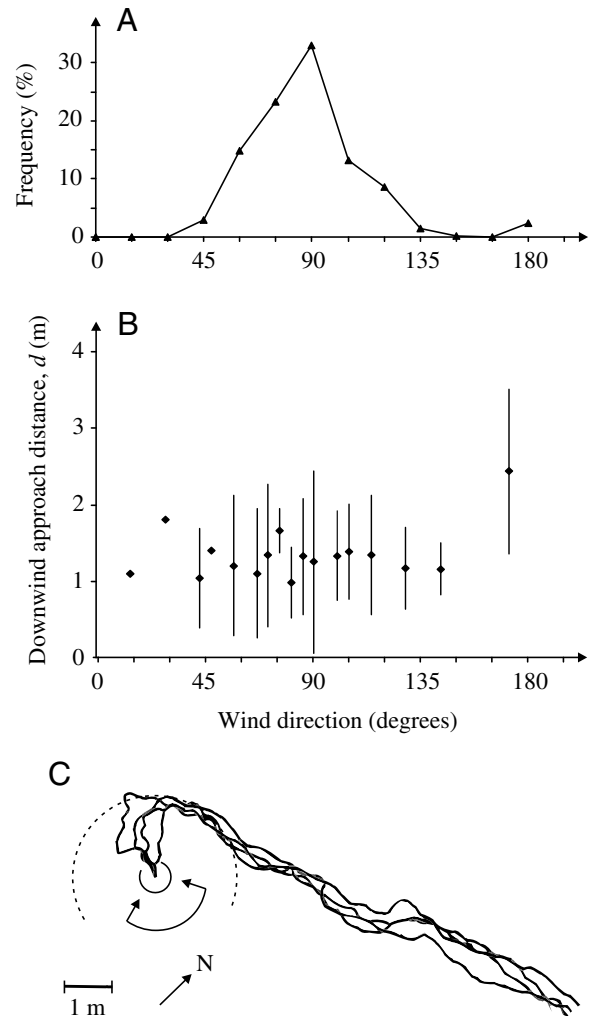 A
Frequency (%)
30
20
10
0
0 45 90 135 180
B
Downwind approach distance, d (m)
4
3
2
1
0
0 45 90 135 180
Wind direction (degrees)
C
N
1 m